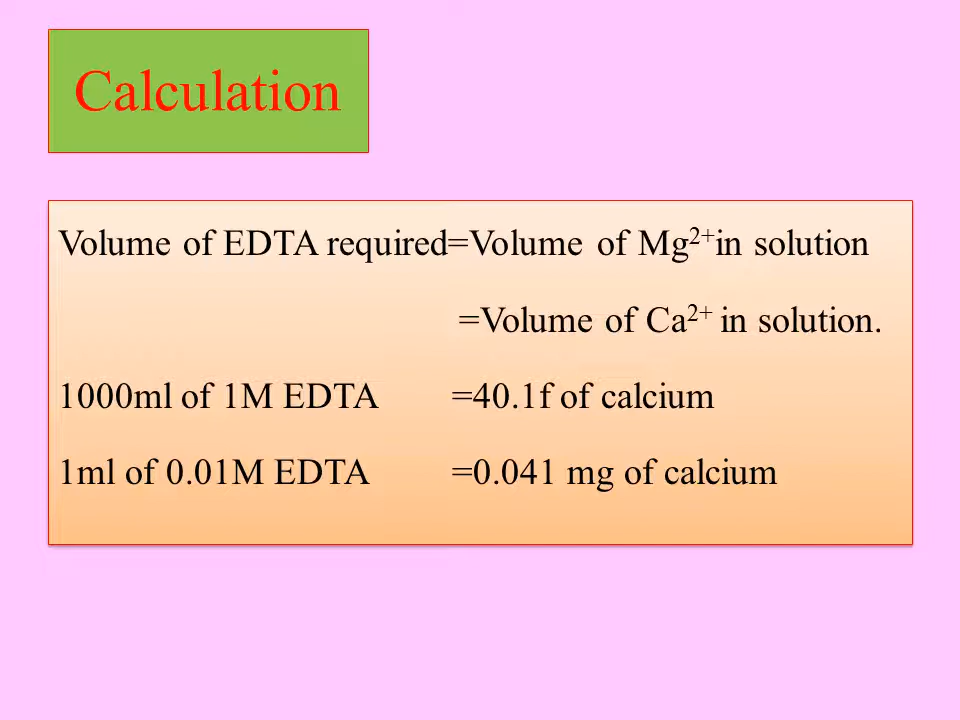 Calculation
Volume of EDTA required=Volume of Mg²⁺in solution
=Volume of Ca²⁺ in solution.
1000ml of 1M EDTA =40.1f of calcium
1ml of 0.01M EDTA =0.041 mg of calcium